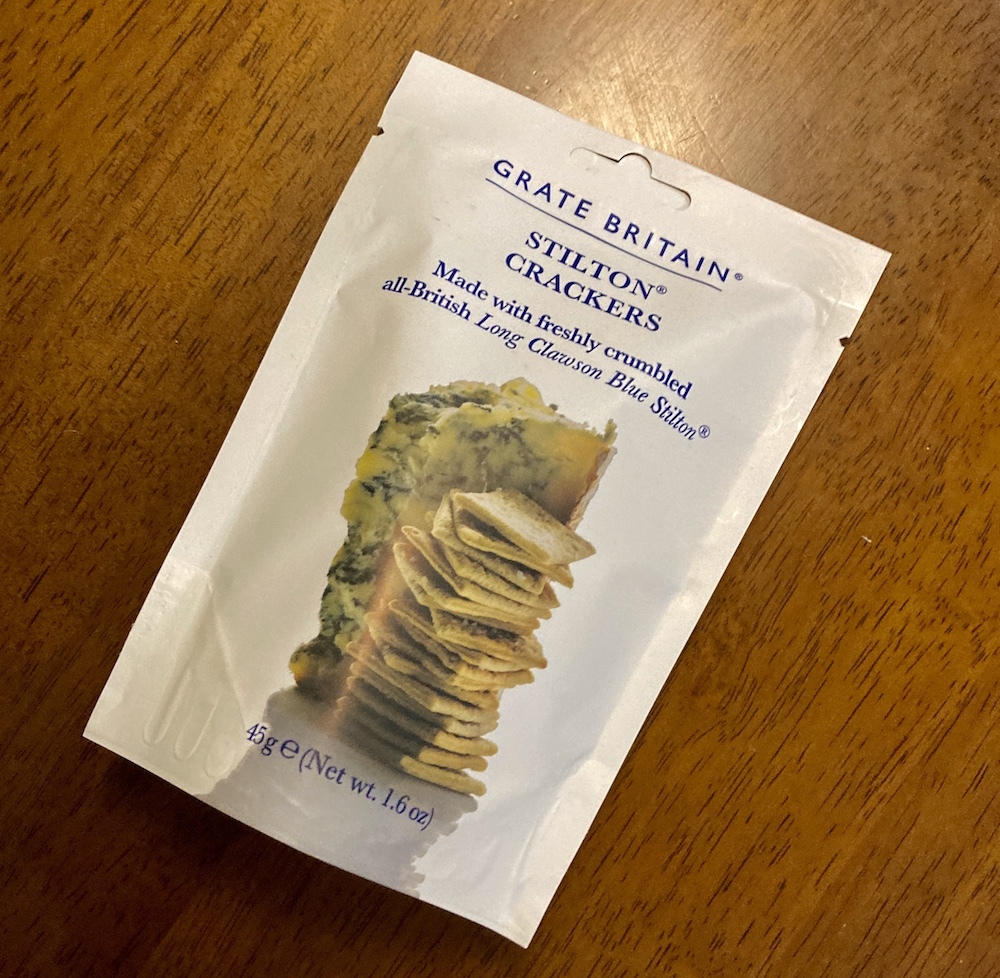 GRATE BRITAIN®
STILTON®
CRACKERS
Made with freshly crumbled
all-British Long Clawson Blue Stilton®
45g ℮ (Net wt. 1.6 oz)